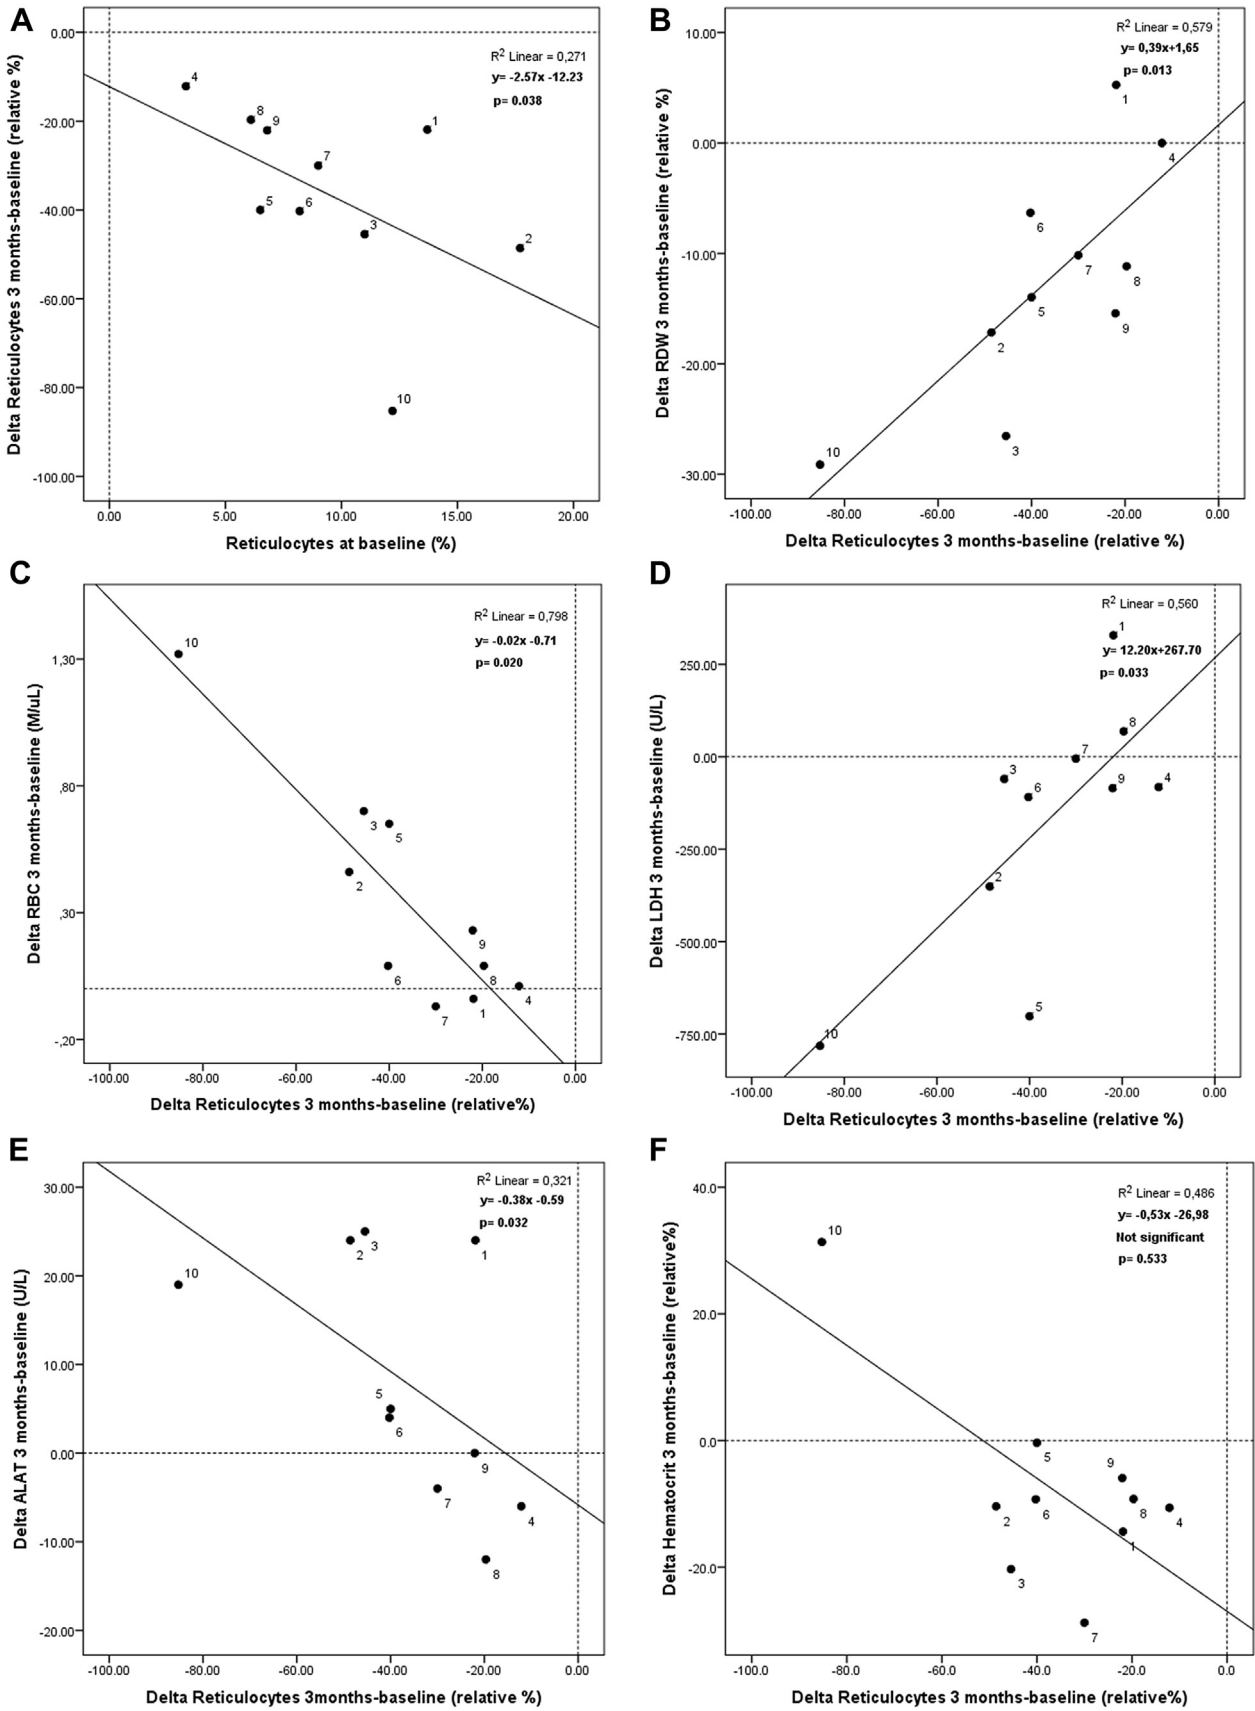 A
Delta Reticulocytes 3 months-baseline (relative %)
0.00
-20.00
-40.00
-60.00
-80.00
-100.00
R2 Linear = 0,271
y= -2.57x -12.23
p= 0.038
4
8
9
1
7
5
6
3
2
10
0.00 5.00 10.00 15.00 20.00
Reticulocytes at baseline (%)
B
Delta RDW 3 months-baseline (relative %)
10.00
0.00
-10.00
-20.00
-30.00
R2 Linear = 0,579
y= 0,39x+1,65
p= 0.013
1
4
6
7
8
5
9
2
3
10
-100.00 -80.00 -60.00 -40.00 -20.00 0.00
Delta Reticulocytes 3 months-baseline (relative %)
C
Delta RBC 3 months-baseline (M/uL)
1,30
,80
,30
-,20
R2 Linear = 0,798
y= -0.02x -0.71
p= 0.020
10
3
5
2
9
6
8
4
7
1
-100.00 -80.00 -60.00 -40.00 -20.00 0.00
Delta Reticulocytes 3 months-baseline (relative%)
D
Delta LDH 3 months-baseline (U/L)
250.00
0.00
-250.00
-500.00
-750.00
R2 Linear = 0,560
1
y= 12.20x+267.70
p= 0.033
8
7
3
6
9
4
2
5
10
-100.00 -80.00 -60.00 -40.00 -20.00 0.00
Delta Reticulocytes 3 months-baseline (relative %)
E
Delta ALAT 3 months-baseline (U/L)
30.00
20.00
10.00
0.00
-10.00
-20.00
R2 Linear = 0,321
y= -0.38x -0.59
p= 0.032
2
3
1
10
5
6
9
7
4
8
-100.00 -80.00 -60.00 -40.00 -20.00 0.00
Delta Reticulocytes 3months-baseline (relative %)
F
Delta Hematocrit 3 months-baseline (relative%)
40.0
20.0
0.0
-20.0
R2 Linear = 0,486
y= -0,53x -26,98
Not significant
p= 0.533
10
5
9
2
6
8
4
1
3
7
-100.0 -80.0 -60.0 -40.0 -20.0 0.0
Delta Reticulocytes 3 months-baseline (relative%)